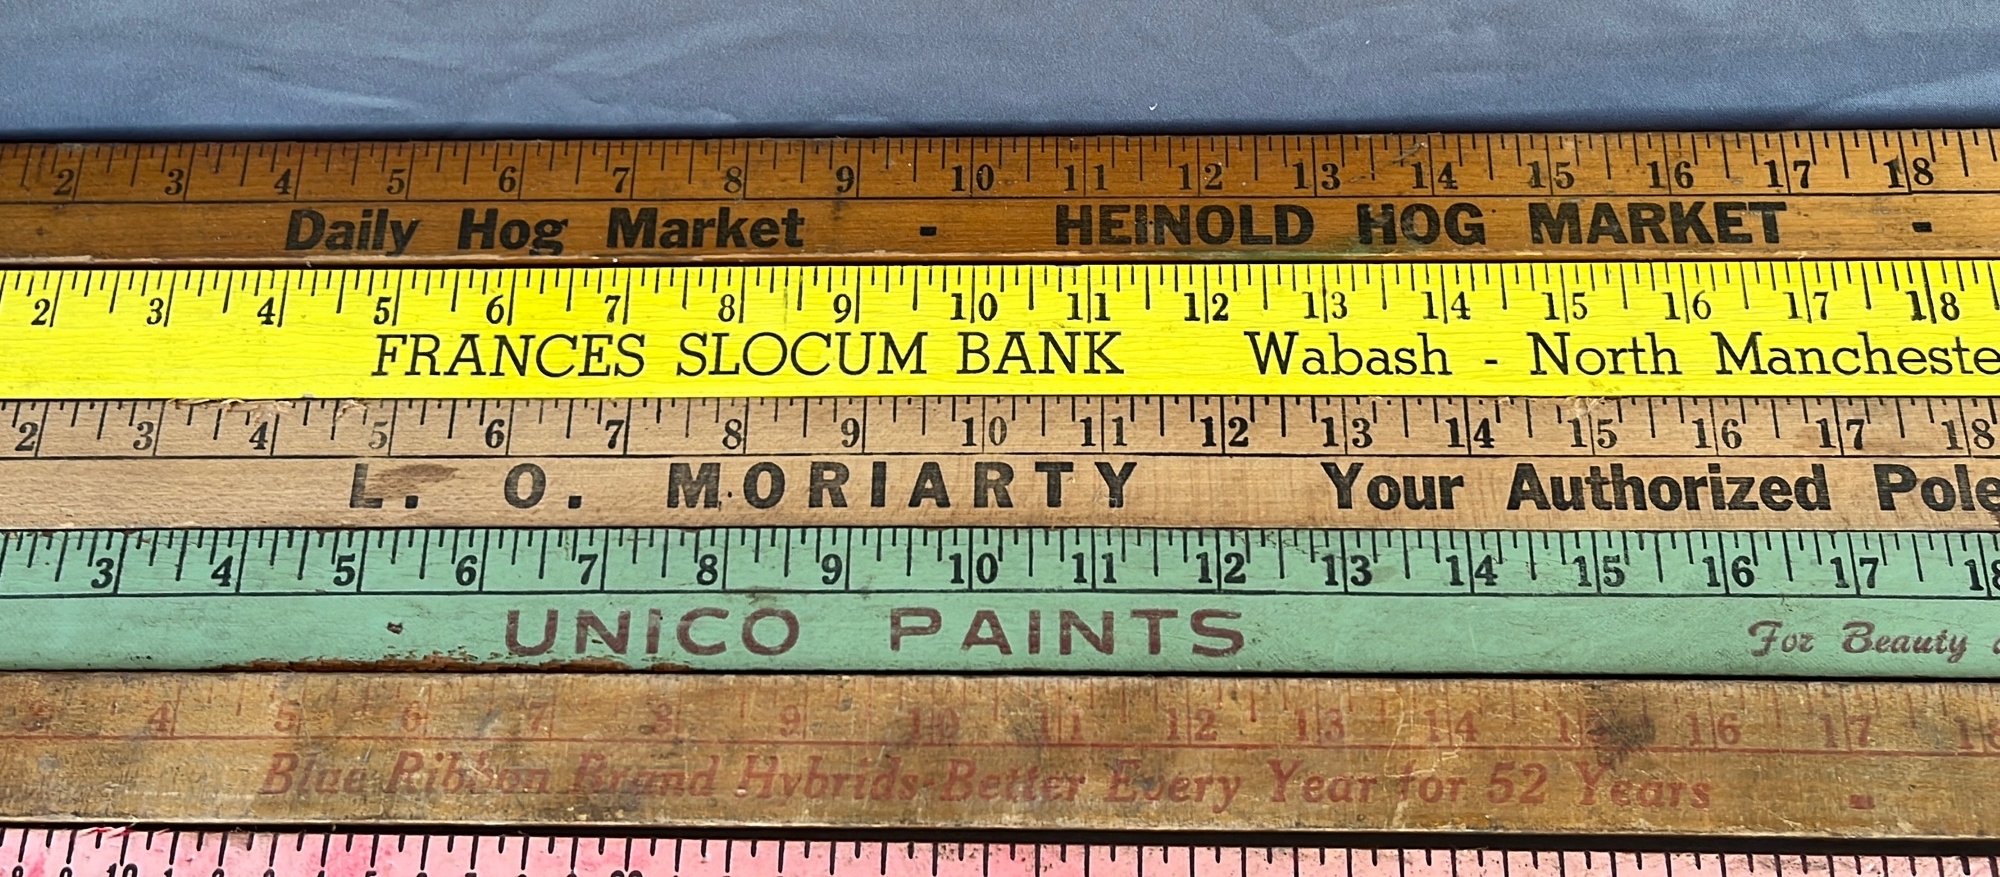 2 3 4 5 6 7 8 9 10 11 12 13 14 15 16 17 18
Daily Hog Market - HEINOLD HOG MARKET -
2 3 4 5 6 7 8 9 10 11 12 13 14 15 16 17 18
FRANCES SLOCUM BANK Wabash - North Mancheste
2 3 4 5 6 7 8 9 10 11 12 13 14 15 16 17 18
L. O. MORIARTY Your Authorized Pole
3 4 5 6 7 8 9 10 11 12 13 14 15 16 17 18
UNICO PAINTS For Beauty
3 4 5 6 7 8 9 10 11 12 13 14 15 16 17 18
Blue Ribbon Brand Hybrids-Better Every Year for 52 Years -